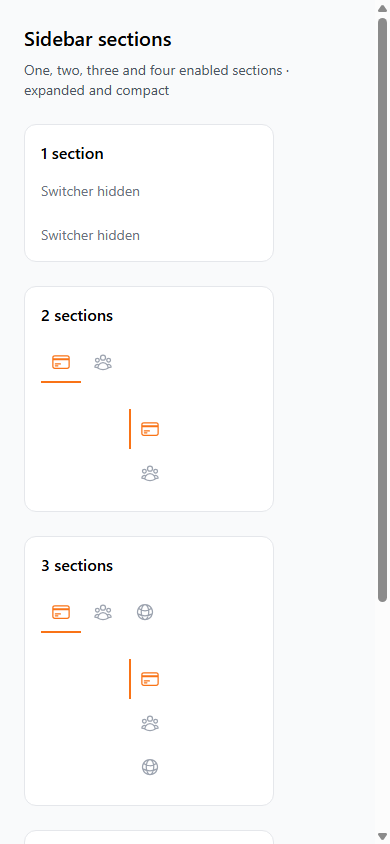 Sidebar sections
One, two, three and four enabled sections ·
expanded and compact
1 section
Switcher hidden
Switcher hidden
2 sections
3 sections